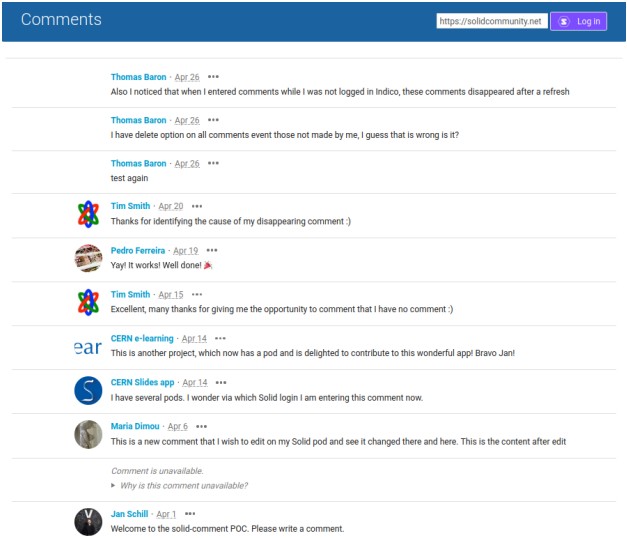 Comments
https://solidcommunity.net
Log in
Thomas Baron · Apr 26 •••
Also I noticed that when I entered comments while I was not logged in Indico, these comments disappeared after a refresh
Thomas Baron · Apr 26 •••
I have delete option on all comments event those not made by me, I guess that is wrong is it?
Thomas Baron · Apr 26 •••
test again
Tim Smith · Apr 20 •••
Thanks for identifying the cause of my disappearing comment :)
Pedro Ferreira · Apr 19 •••
Yay! It works! Well done! 🎉
Tim Smith · Apr 15 •••
Excellent, many thanks for giving me the opportunity to comment that I have no comment :)
ear
CERN e-learning · Apr 14 •••
This is another project, which now has a pod and is delighted to contribute to this wonderful app! Bravo Jan!
S
CERN Slides app · Apr 14 •••
I have several pods. I wonder via which Solid login I am entering this comment now.
Maria Dimou · Apr 6 •••
This is a new comment that I wish to edit on my Solid pod and see it changed there and here. This is the content after edit
Comment is unavailable.
▸ Why is this comment unavailable?
Jan Schill · Apr 1 •••
Welcome to the solid-comment POC. Please write a comment.